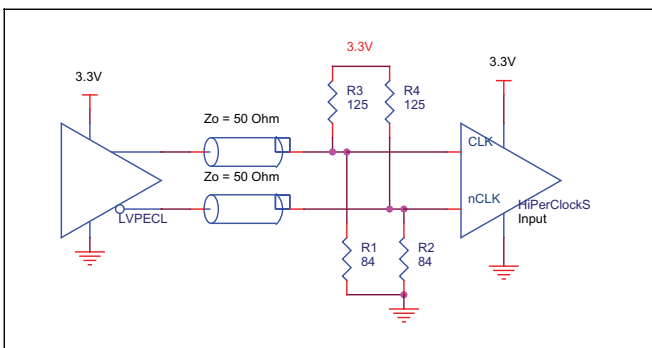 3.3V
3.3V
3.3V
R3
125
R4
125
Zo = 50 Ohm
CLK
Zo = 50 Ohm
nCLK
LVPECL
HiPerClockS
Input
R1
84
R2
84